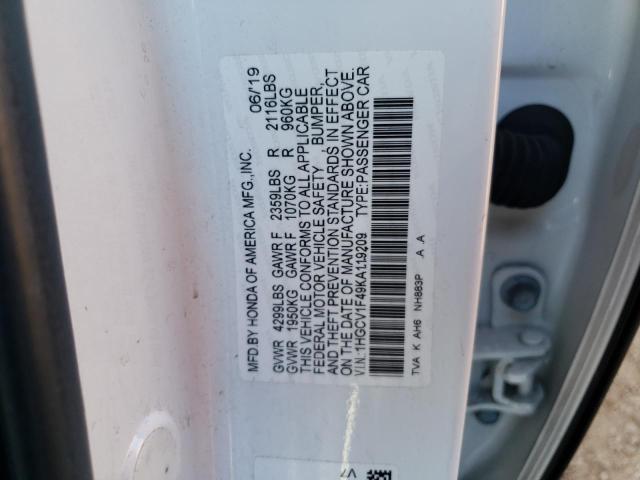 MFD.BY HONDA OF AMERICA MFG.,INC. 06/19
GVWR 4299LBS GAWR F 2359LBS R 2116LBS
GVWR 1950KG GAWR F 1070KG R 960KG
THIS VEHICLE CONFORMS TO ALL APPLICABLE
FEDERAL MOTOR VEHICLE SAFETY, BUMPER,
AND THEFT PREVENTION STANDARDS IN EFFECT
ON THE DATE OF MANUFACTURE SHOWN ABOVE.
V.I.N.:1HGCV1F49KA119209 TYPE:PASSENGER CAR
TVA K AH6 NH883P A .A